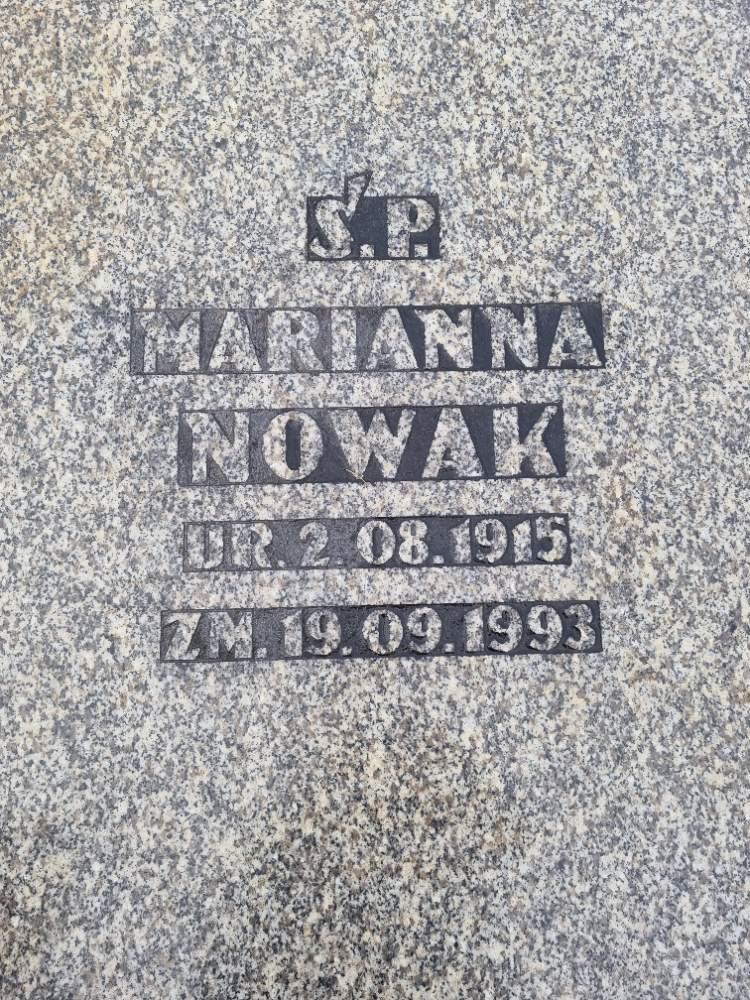 Ś.P.
MARIANNA
NOWAK
UR. 2 08.1915
ZM. 19.09.1993